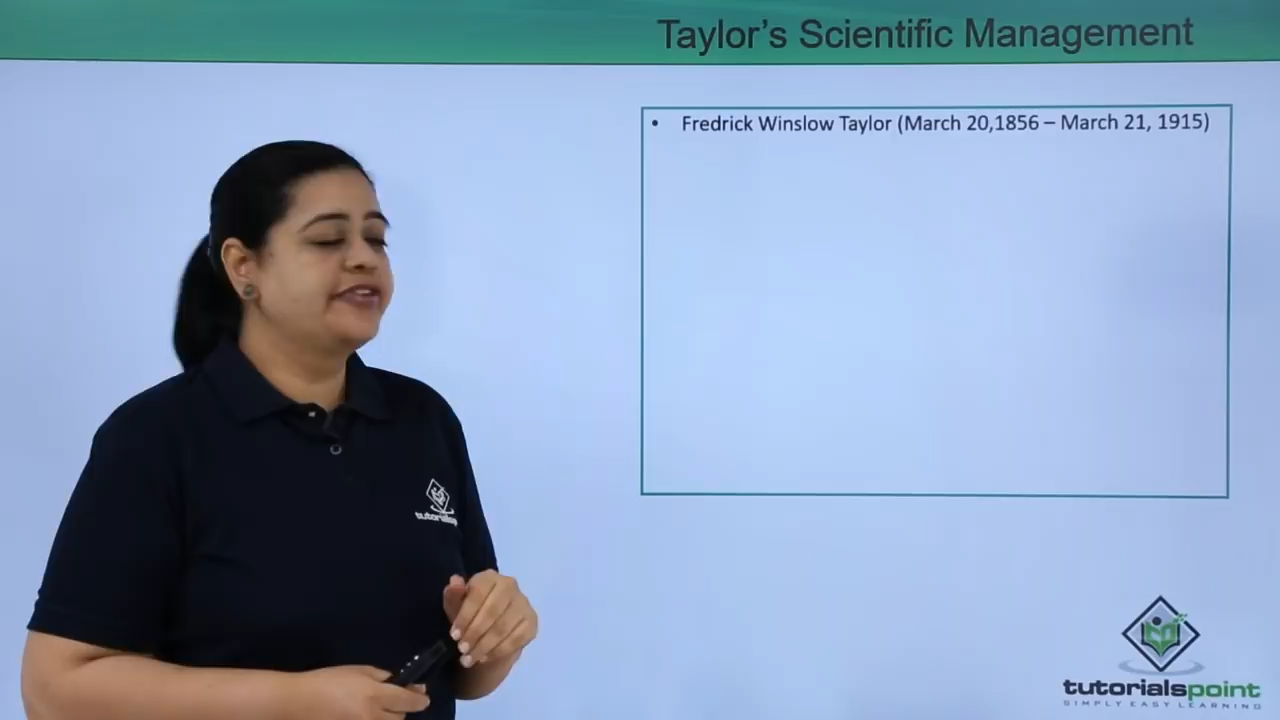 Taylor's Scientific Management
• Fredrick Winslow Taylor (March 20,1856 – March 21, 1915)
tutorialspoint
SIMPLY EASY LEARNING